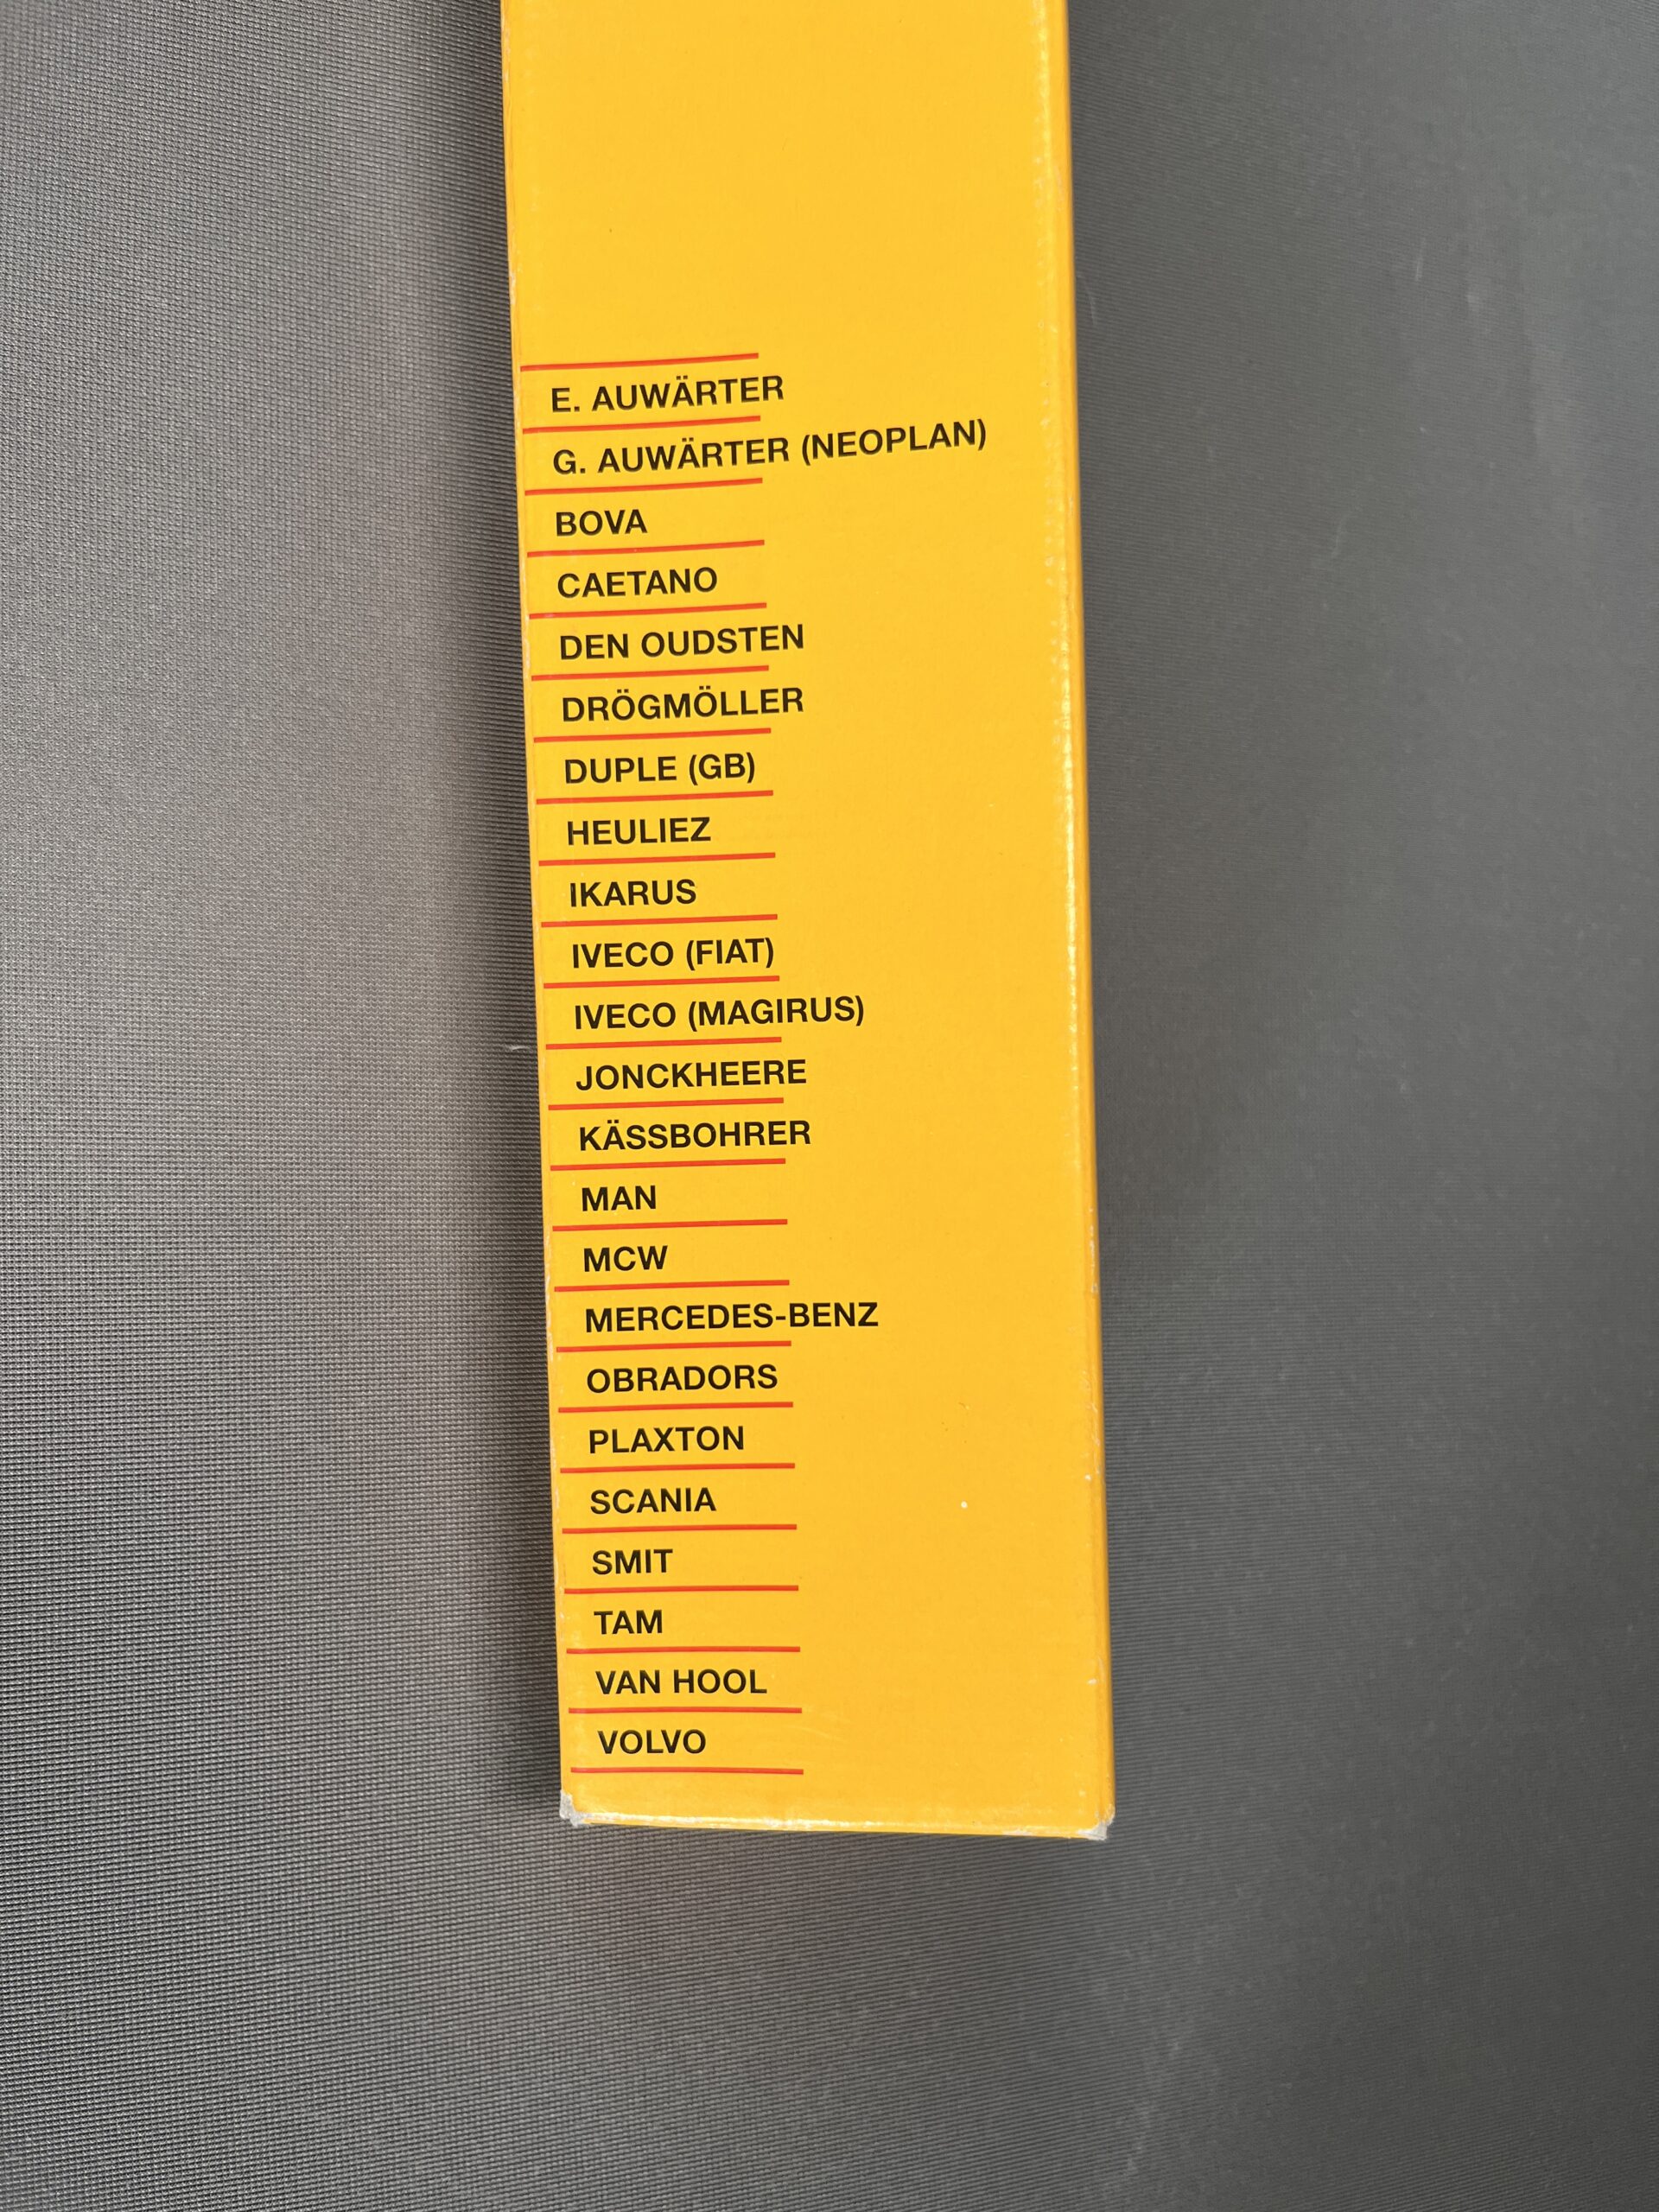 E. AUWÄRTER
G. AUWÄRTER (NEOPLAN)
BOVA
CAETANO
DEN OUDSTEN
DRÖGMÖLLER
DUPLE (GB)
HEULIEZ
IKARUS
IVECO (FIAT)
IVECO (MAGIRUS)
JONCKHEERE
KÄSSBOHRER
MAN
MCW
MERCEDES-BENZ
OBRADORS
PLAXTON
SCANIA
SMIT
TAM
VAN HOOL
VOLVO